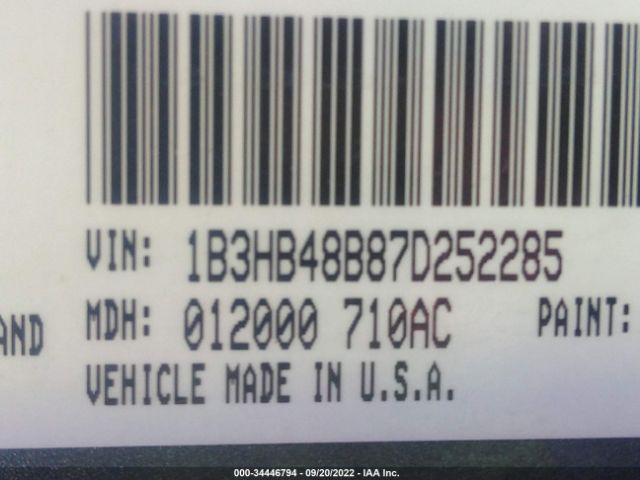 VIN: 1B3HB48B87D252285
MDH: 012000 710AC PAINT:
AND
VEHICLE MADE IN U.S.A.
000-34446794 - 09/20/2022 - IAA Inc.